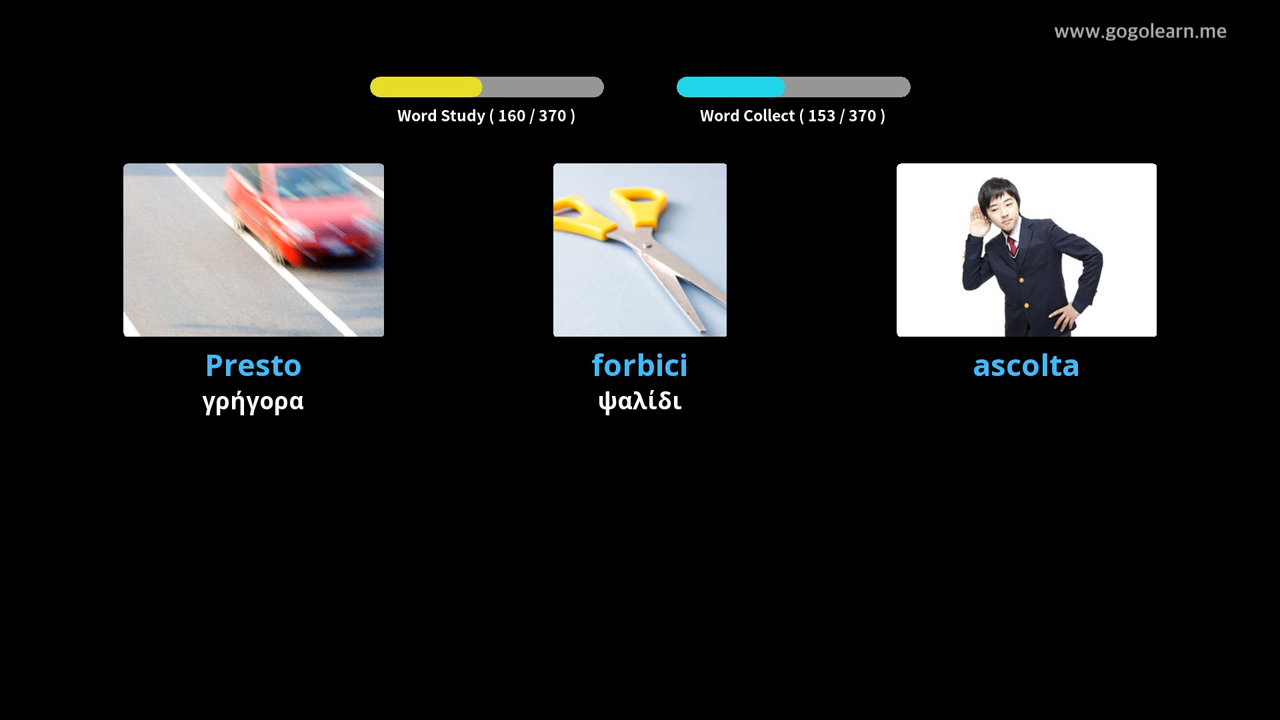 www.gogolearn.me
Word Study ( 160 / 370 )
Word Collect ( 153 / 370 )
Presto
γρήγορα
forbici
ψαλίδι
ascolta